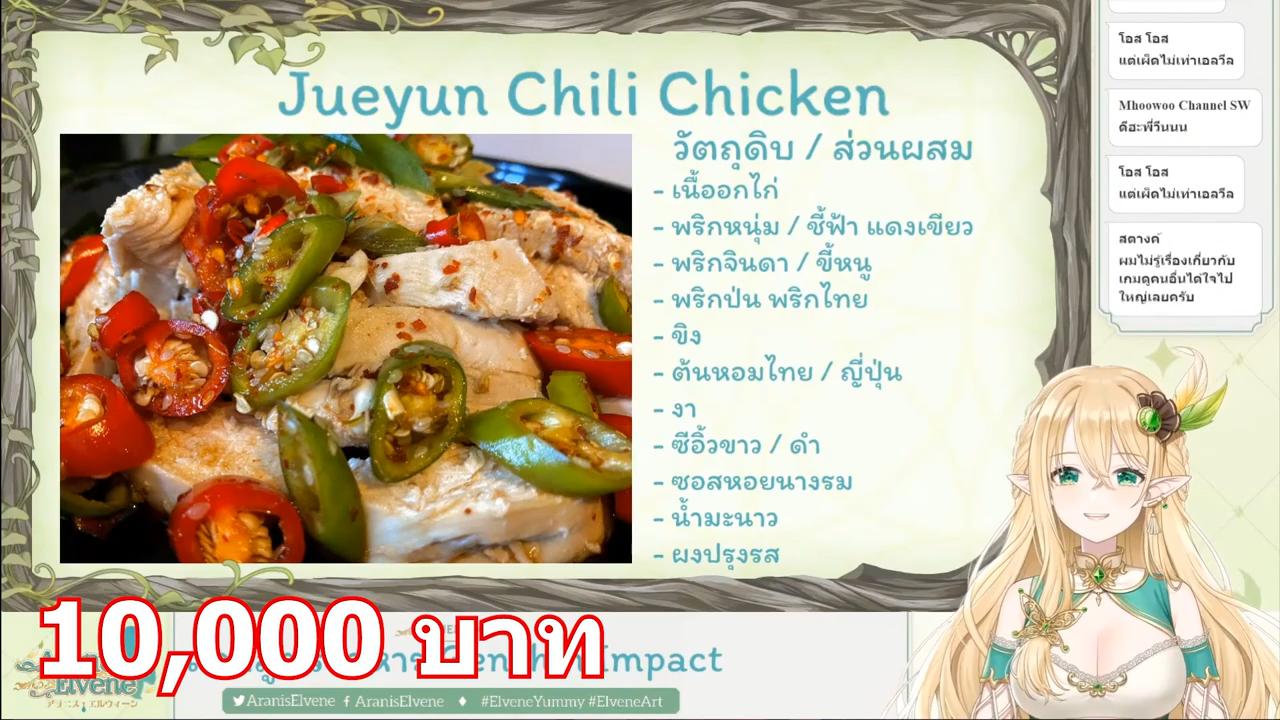 Jueyun Chili Chicken
วัตถุดิบ / ส่วนผสม
- เนื้ออกไก่
- พริกหนุ่ม / ชี้ฟ้า แดงเขียว
- พริกจินดา / ขี้หนู
- พริกป่น พริกไทย
- ขิง
- ต้นหอมไทย / ญี่ปุ่น
- งา
- ซีอิ้วขาว / ดำ
- ซอสหอยนางรม
- น้ำมะนาว
- ผงปรุงรส
โอส โอส
แต่เผ็ดไม่เท่าเอลวีล
Mhoowoo Channel SW
ดีฮะพี่วีนนน
โอส โอส
แต่เผ็ดไม่เท่าเอลวีล
สตางค์
ผมไม่รู้เรื่องเกี่ยวกับ
เกมดูคนอื่นได้ใจไป
ใหญ่เลยครับ
10,000 บาท
Impact
Elvene
アラニス・エルヴィーン
AranisElvene AranisElvene #ElveneYummy #ElveneArt